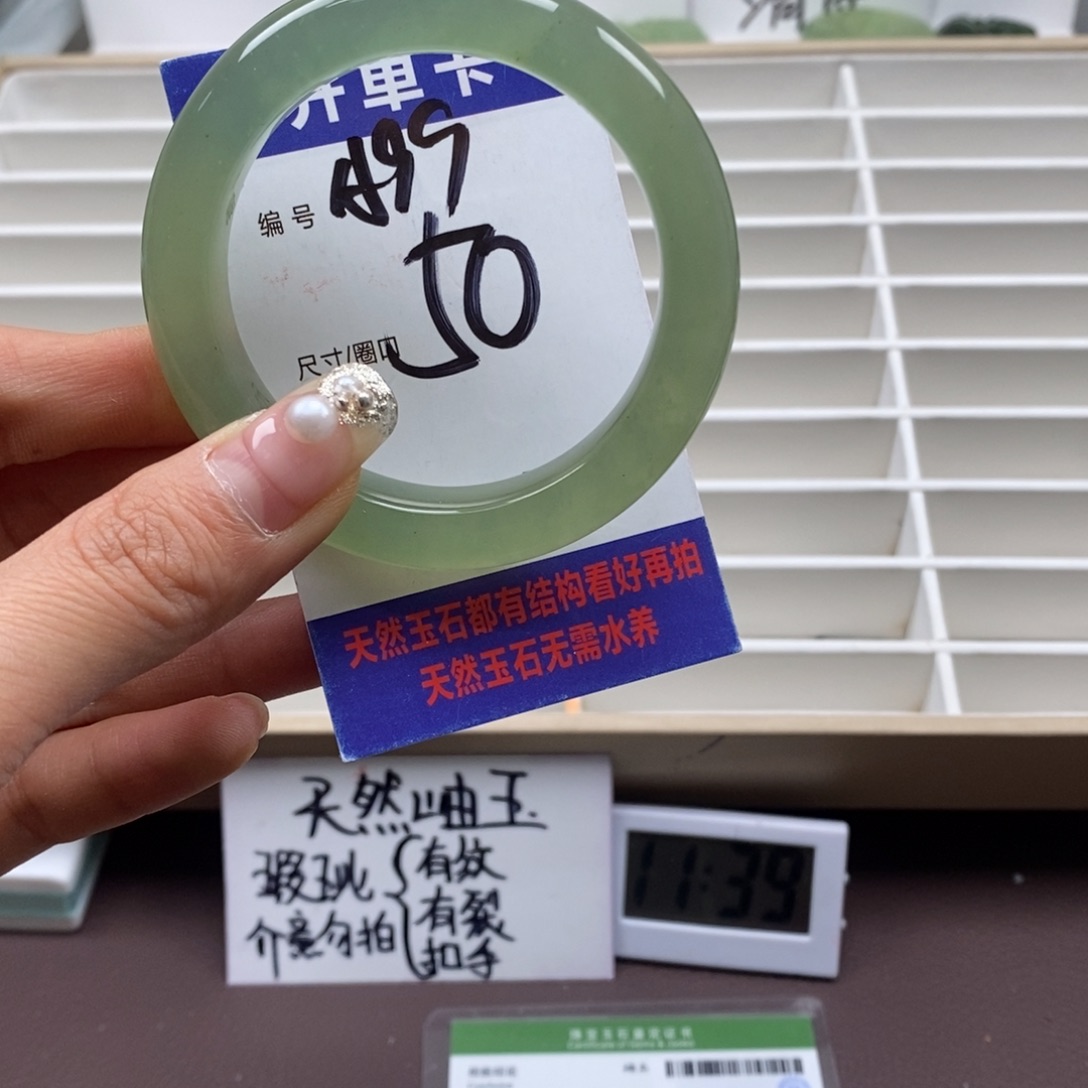 开单卡
编号 A99
尺寸/圈口 50
天然玉石都有结构看好再拍
天然玉石无需水养
天然岫玉
瑕玼 有纹
有裂
介意勿拍 扣手
11:39